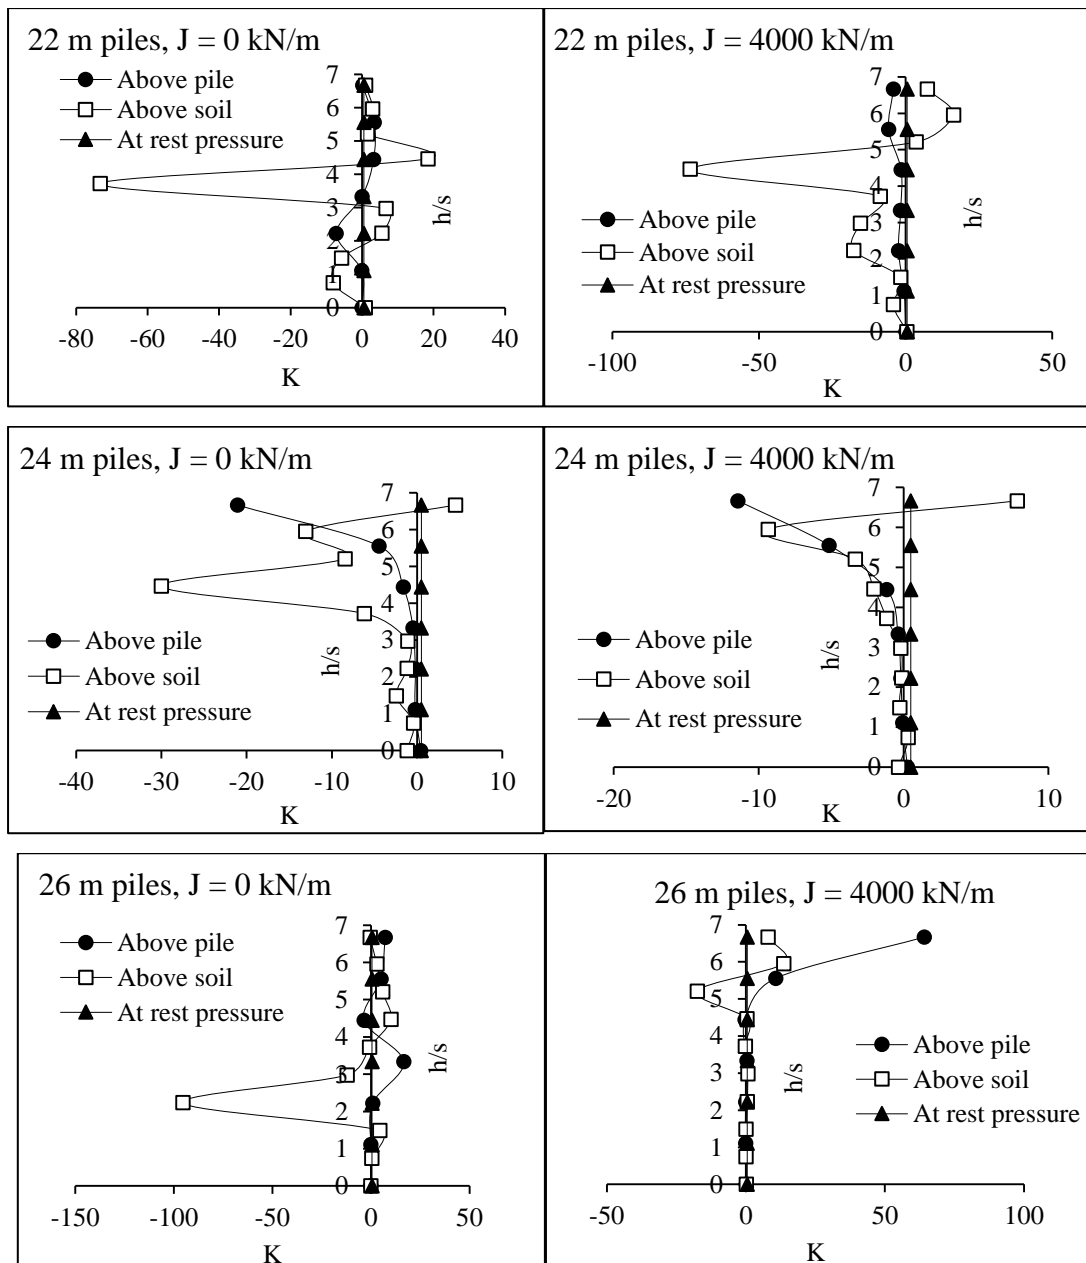 22 m piles, J = 0 kN/m
Above pile
Above soil
At rest pressure
7
6
5
4
3
2
1
0
h/s
-80
-60
-40
-20
0
20
40
K
22 m piles, J = 4000 kN/m
7
6
5
4
3
2
1
0
h/s
Above pile
Above soil
At rest pressure
-100
-50
0
50
K
24 m piles, J = 0 kN/m
7
6
5
4
3
2
1
0
h/s
Above pile
Above soil
At rest pressure
-40
-30
-20
-10
0
10
K
24 m piles, J = 4000 kN/m
7
6
5
4
3
2
1
0
h/s
Above pile
Above soil
At rest pressure
-20
-10
0
10
K
26 m piles, J = 0 kN/m
Above pile
Above soil
At rest pressure
7
6
5
4
3
2
1
0
h/s
-150
-100
-50
0
50
K
26 m piles, J = 4000 kN/m
7
6
5
4
3
2
1
0
h/s
Above pile
Above soil
At rest pressure
-50
0
50
100
K